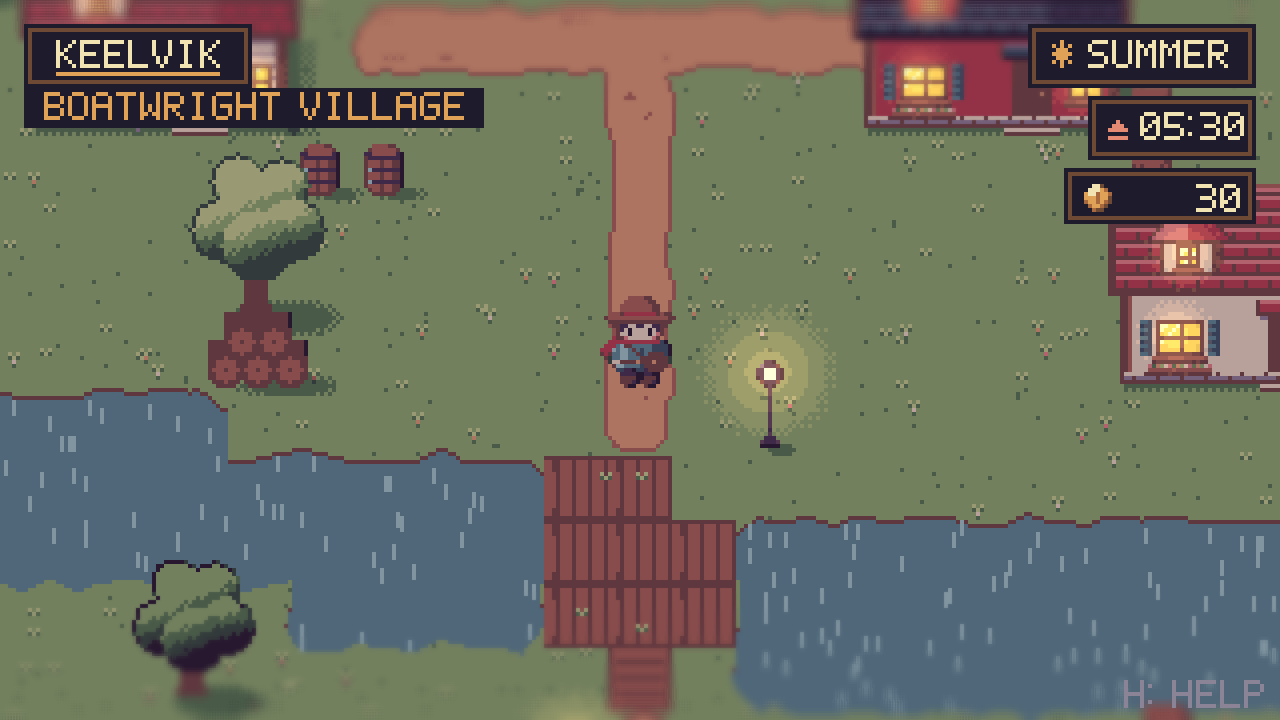 KEELVIK
BOATWRIGHT VILLAGE
SUMMER
05:30
30
H: HELP